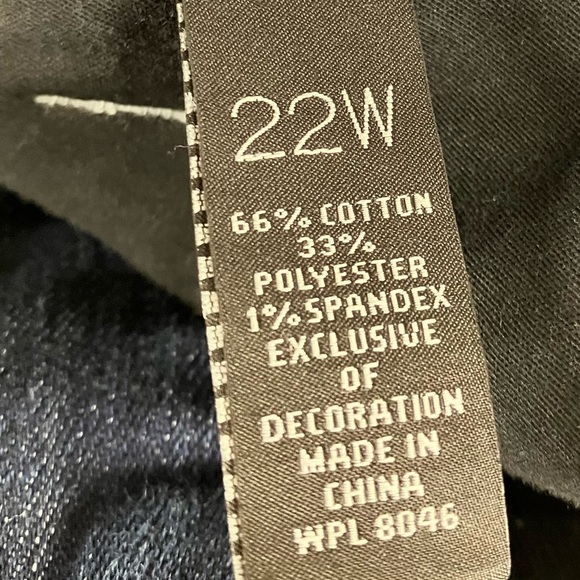 22W
66% COTTON
33%
POLYESTER
1% SPANDEX
EXCLUSIVE
OF
DECORATION
MADE IN
CHINA
WPL 8046